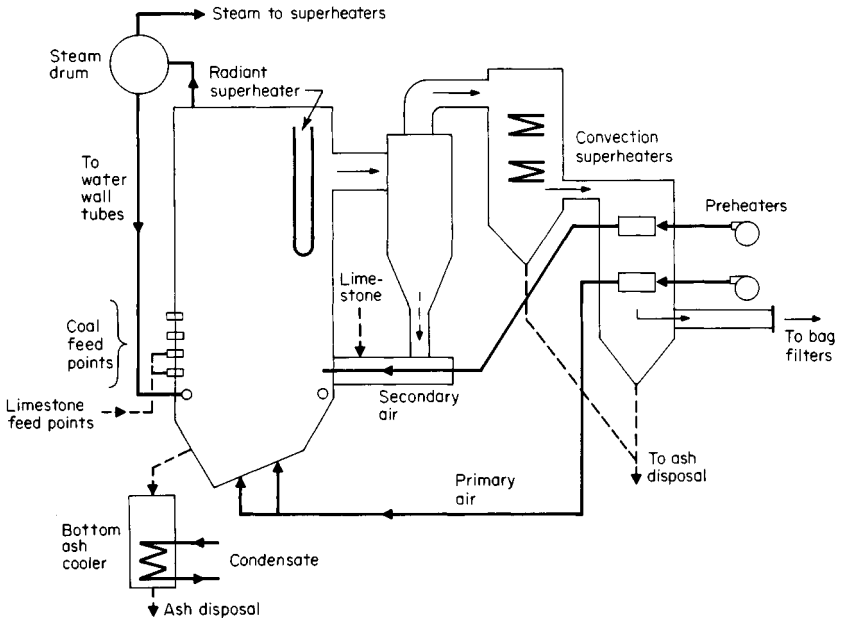 Steam to superheaters
Steam
drum
Radiant
superheater
Convection
superheaters
To
water
wall
tubes
Preheaters
Lime-
stone
Coal
feed
points
To bag
filters
Secondary
air
Limestone
feed points
To ash
disposal
Primary
air
Bottom
ash
cooler
Condensate
Ash disposal